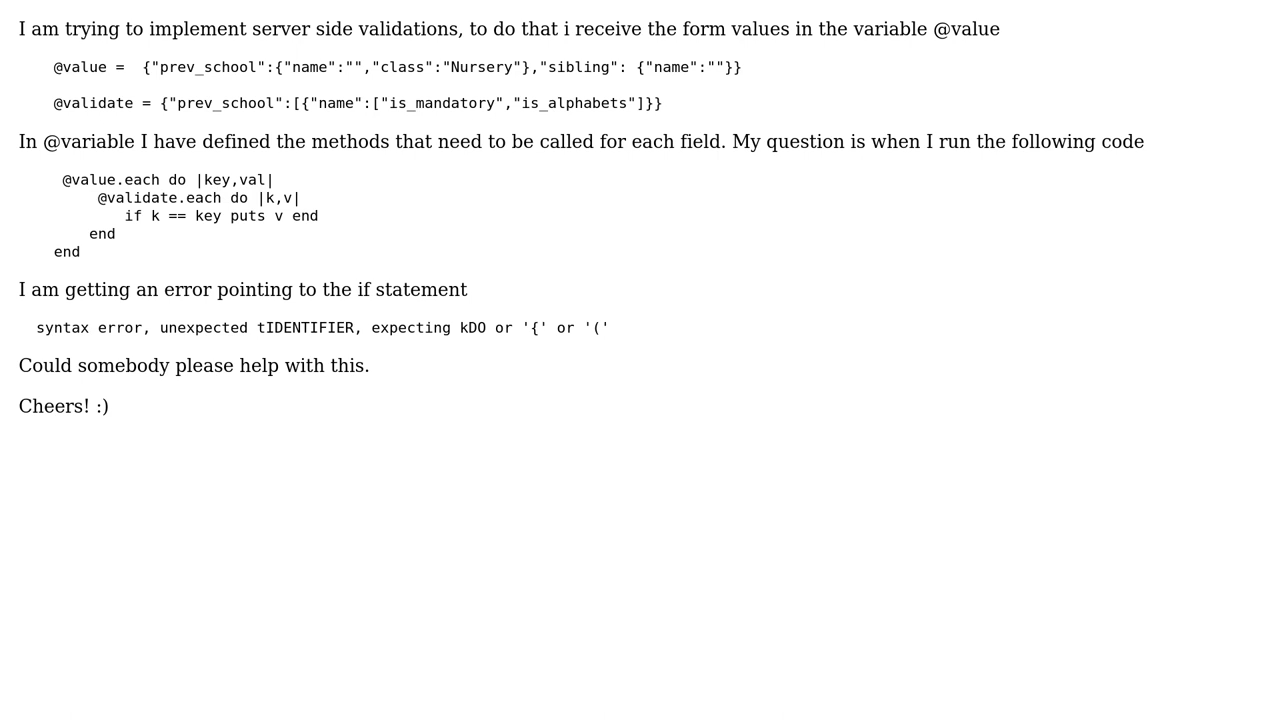 I am trying to implement server side validations, to do that i receive the form values in the variable @value
@value =  {"prev_school":{"name":"","class":"Nursery"},"sibling": {"name":""}}
@validate = {"prev_school":[{"name":["is_mandatory","is_alphabets"]}}
In @variable I have defined the methods that need to be called for each field. My question is when I run the following code
@value.each do |key,val|
@validate.each do |k,v|
if k == key puts v end
end
end
I am getting an error pointing to the if statement
syntax error, unexpected tIDENTIFIER, expecting kDO or '{' or '('
Could somebody please help with this.
Cheers! :)